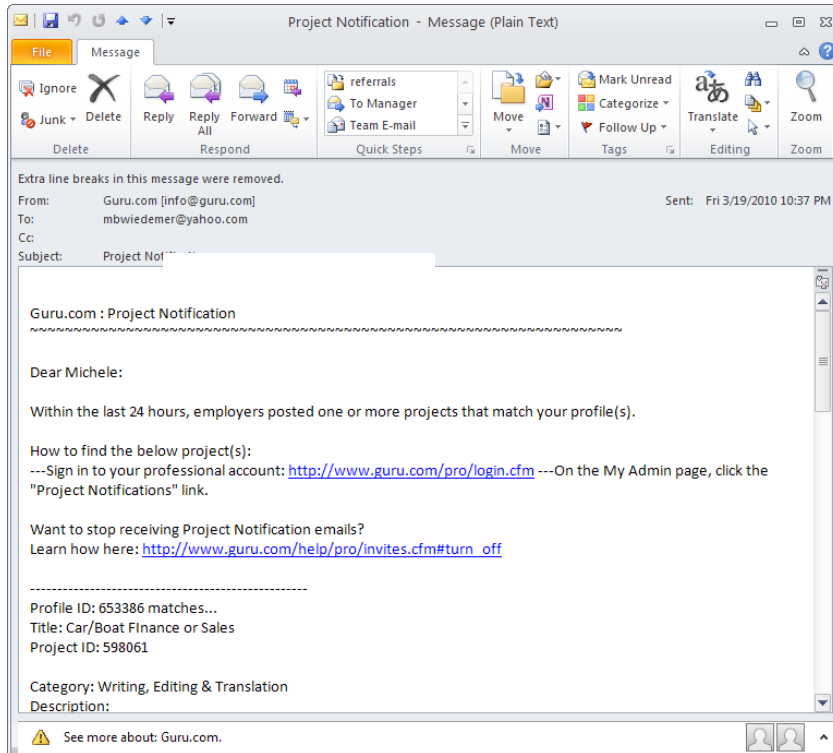 Project Notification - Message (Plain Text)
File Message
Ignore
Junk
Delete
Reply
Reply All
Forward
referrals
To Manager
Team E-mail
Move
Mark Unread
Categorize
Follow Up
Translate
Zoom
Delete Respond Quick Steps Move Tags Editing Zoom
Extra line breaks in this message were removed.
From: Guru.com [info@guru.com] Sent: Fri 3/19/2010 10:37 PM
To: mbwiedemer@yahoo.com
Cc:
Subject: Project
Guru.com : Project Notification
~~~~~~~~~~~~~~~~~~~~~~~~~~~~~~~~~~~~~~~~~~~~~~~~~~~~~~~~~~~~~~~~~~~~~~
Dear Michele:
Within the last 24 hours, employers posted one or more projects that match your profile(s).
How to find the below project(s):
---Sign in to your professional account: http://www.guru.com/pro/login.cfm ---On the My Admin page, click the
"Project Notifications" link.
Want to stop receiving Project Notification emails?
Learn how here: http://www.guru.com/help/pro/invites.cfm#turn_off
----------------------------------------------------
Profile ID: 653386 matches...
Title: Car/Boat FInance or Sales
Project ID: 598061
Category: Writing, Editing & Translation
Description:
See more about: Guru.com.